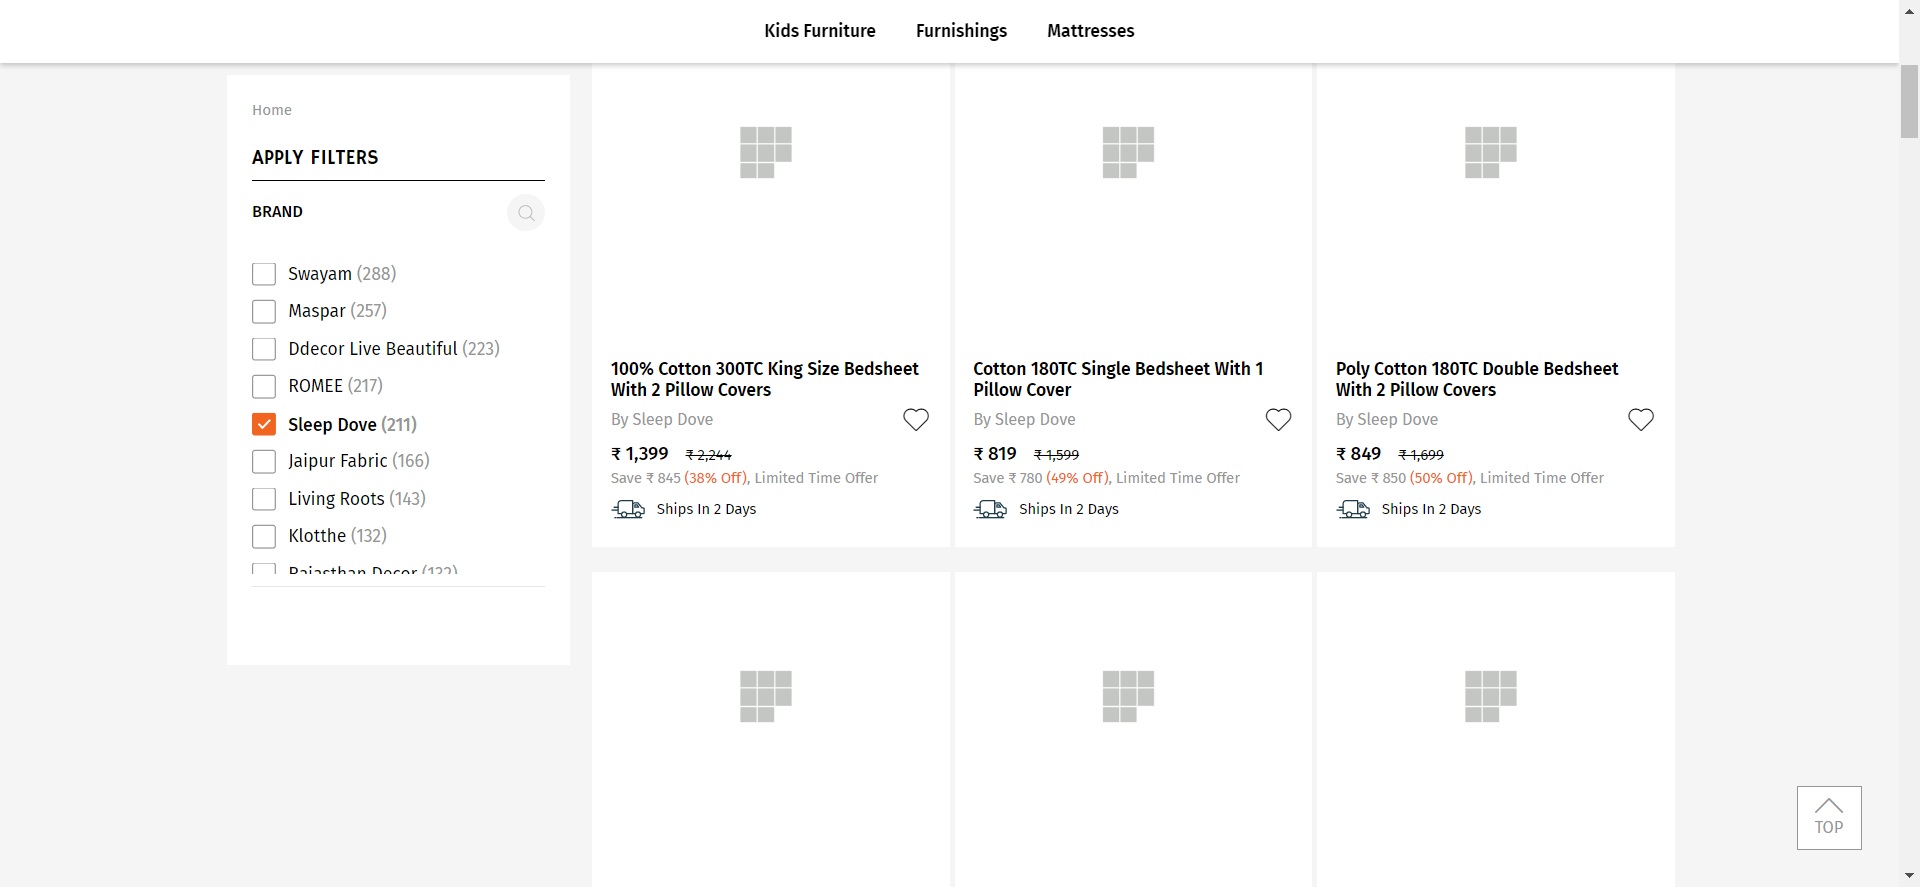 Kids Furniture Furnishings Mattresses
Home
APPLY FILTERS
BRAND
Swayam (288)
Maspar (257)
Ddecor Live Beautiful (223)
ROMEE (217)
Sleep Dove (211)
Jaipur Fabric (166)
Living Roots (143)
Klotthe (132)
Rajasthan Decor (132)
100% Cotton 300TC King Size Bedsheet
With 2 Pillow Covers
By Sleep Dove
₹ 1,399 ₹ 2,244
Save ₹ 845 (38% Off), Limited Time Offer
Ships In 2 Days
Cotton 180TC Single Bedsheet With 1
Pillow Cover
By Sleep Dove
₹ 819 ₹ 1,599
Save ₹ 780 (49% Off), Limited Time Offer
Ships In 2 Days
Poly Cotton 180TC Double Bedsheet
With 2 Pillow Covers
By Sleep Dove
₹ 849 ₹ 1,699
Save ₹ 850 (50% Off), Limited Time Offer
Ships In 2 Days
TOP